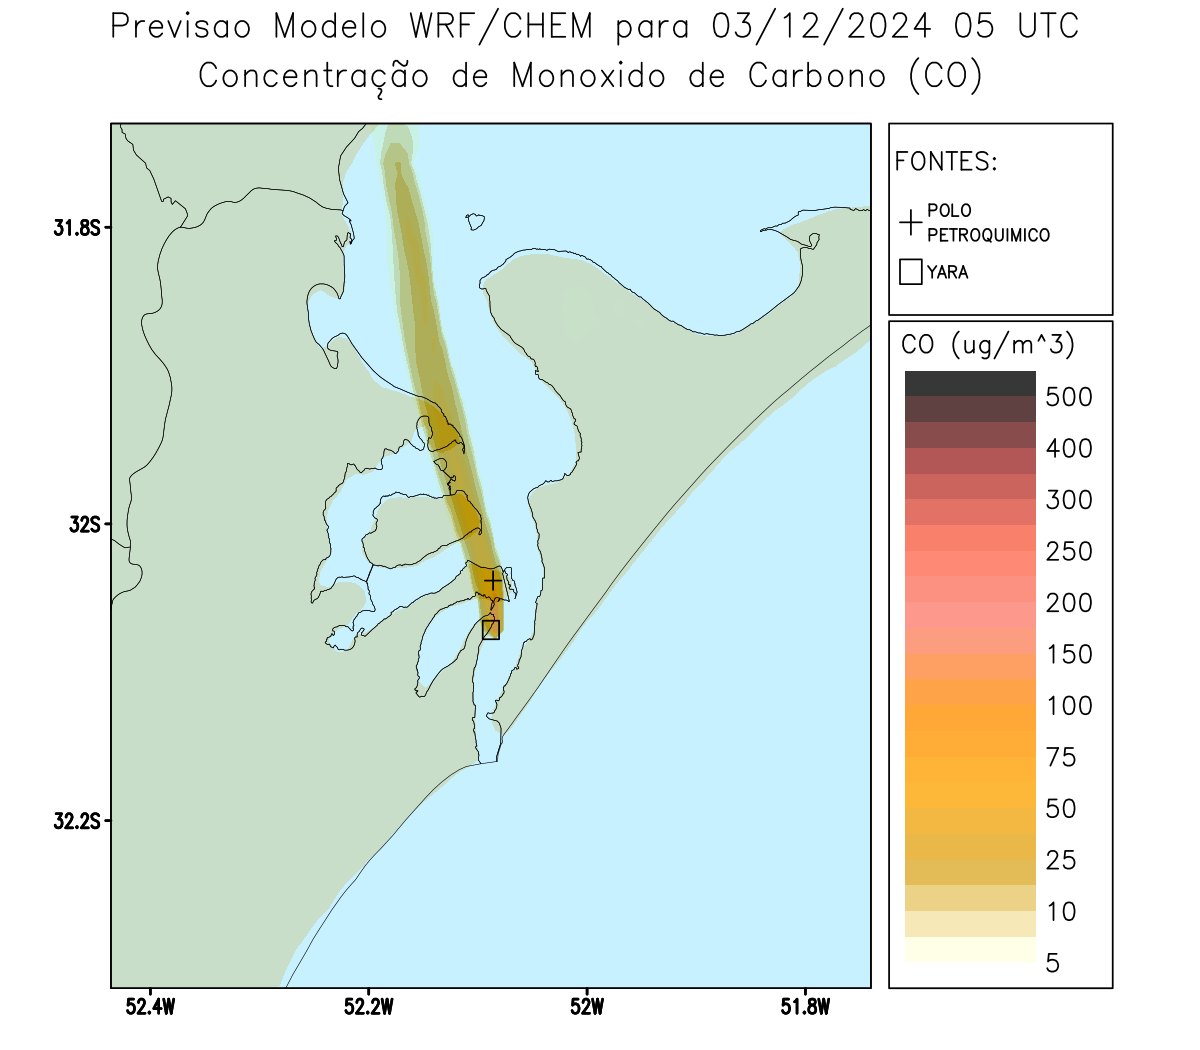 Previsao Modelo WRF/CHEM para 03/12/2024 05 UTC
Concentração de Monoxido de Carbono (CO)
FONTES:
POLO
PETROQUIMICO
YARA
CO (ug/m^3)
500
400
300
250
200
150
100
75
50
25
10
5
31.8S
32S
32.2S
52.4W
52.2W
52W
51.8W